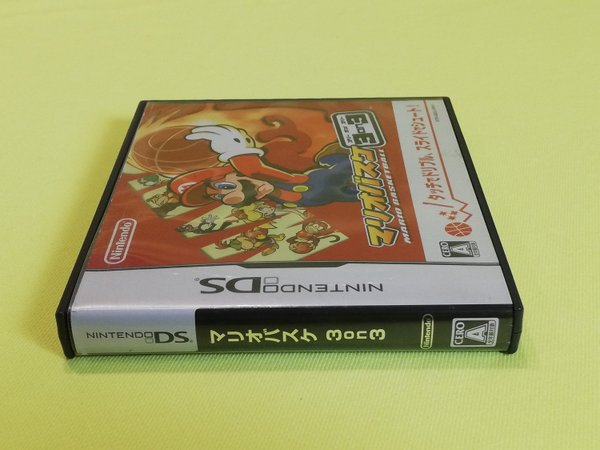 マリオバスケ
3on3
MARIO BASKETBALL
タッチでドリブル、スライドでシュート!
Nintendo
CERO
A
NINTENDO DS
NINTENDO DS
マリオバスケ 3on3
Nintendo
CERO
A